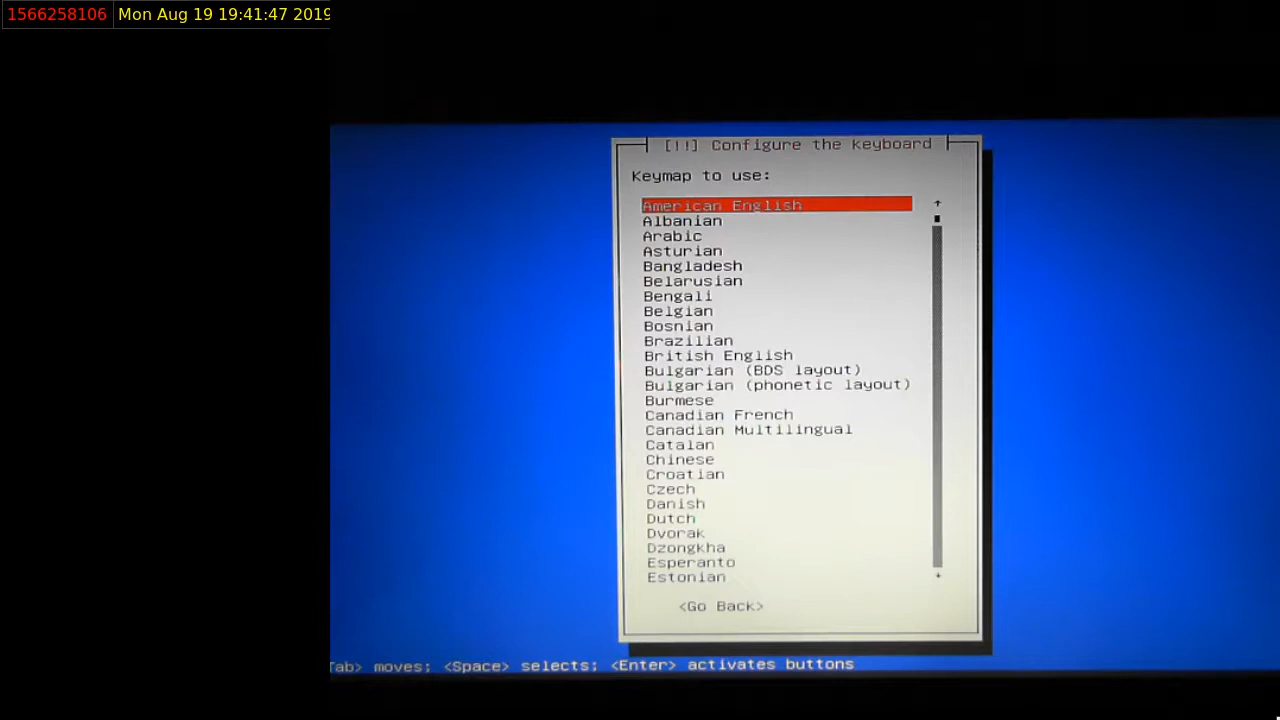 1566258106 Mon Aug 19 19:41:47 2019
[!!] Configure the keyboard
Keymap to use:
American English
Albanian
Arabic
Asturian
Bangladesh
Belarusian
Bengali
Belgian
Bosnian
Brazilian
British English
Bulgarian (BDS layout)
Bulgarian (phonetic layout)
Burmese
Canadian French
Canadian Multilingual
Catalan
Chinese
Croatian
Czech
Danish
Dutch
Dvorak
Dzongkha
Esperanto
Estonian
<Go Back>
Tab> moves; <Space> selects; <Enter> activates buttons